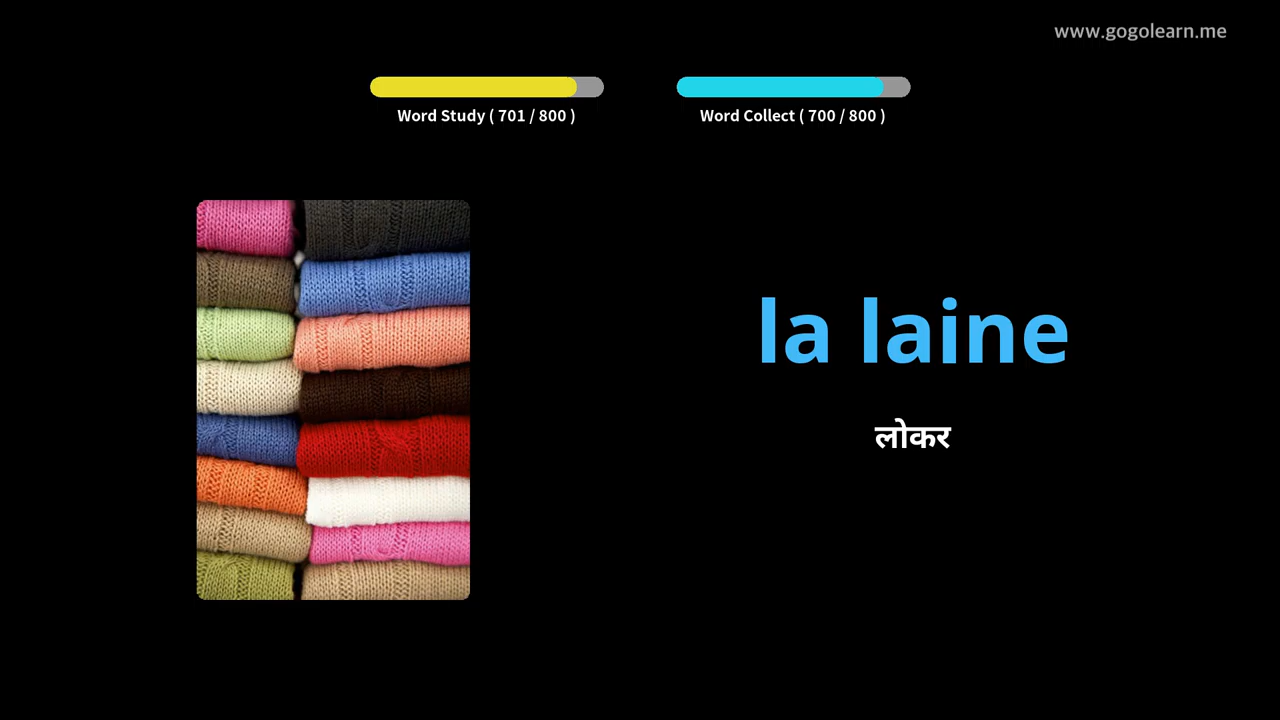 www.gogolearn.me
Word Study ( 701 / 800 )
Word Collect ( 700 / 800 )
la laine
लोकर